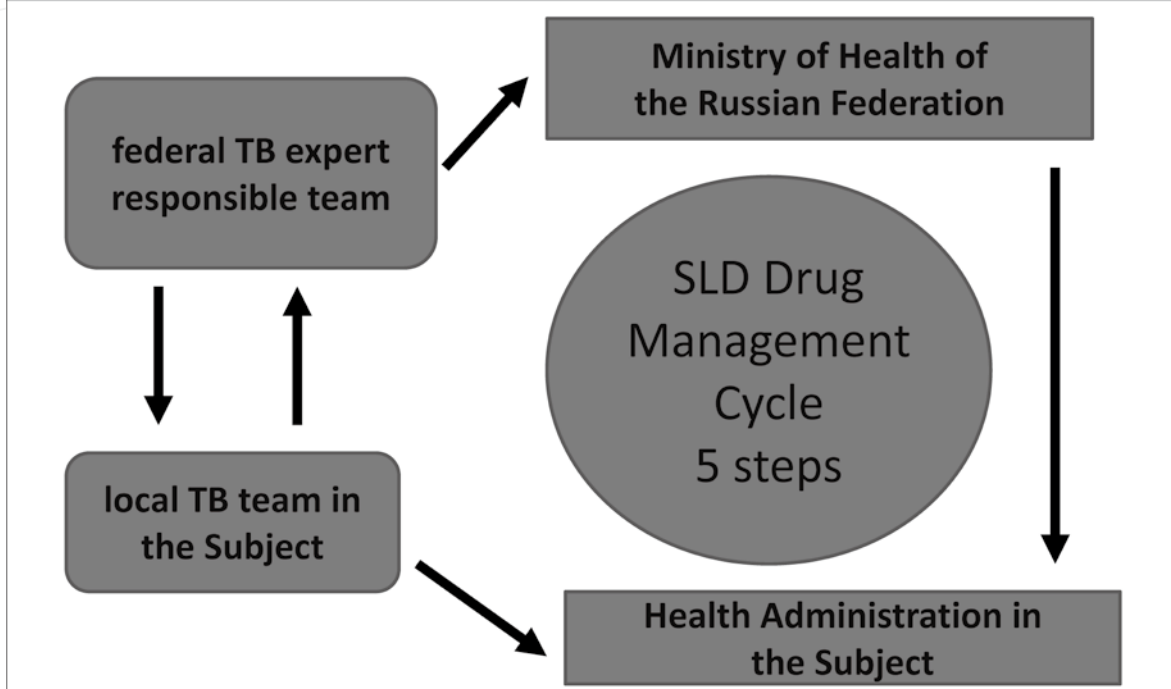 Ministry of Health of
the Russian Federation
federal TB expert
responsible team
SLD Drug
Management
Cycle
5 steps
local TB team in
the Subject
Health Administration in
the Subject